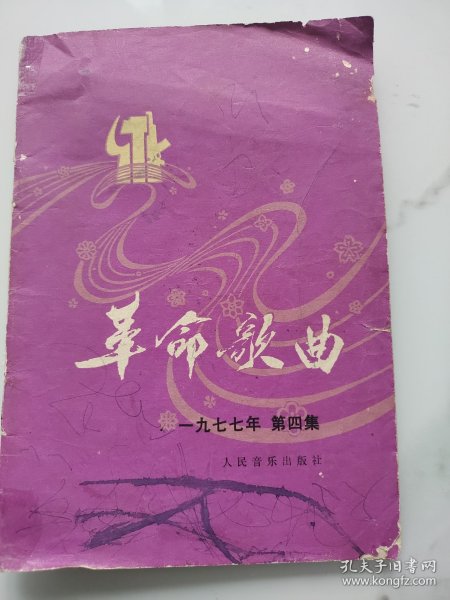 革命歌曲
一九七七年 第四集
人民音乐出版社
孔夫子旧书网
www.kongfz.com